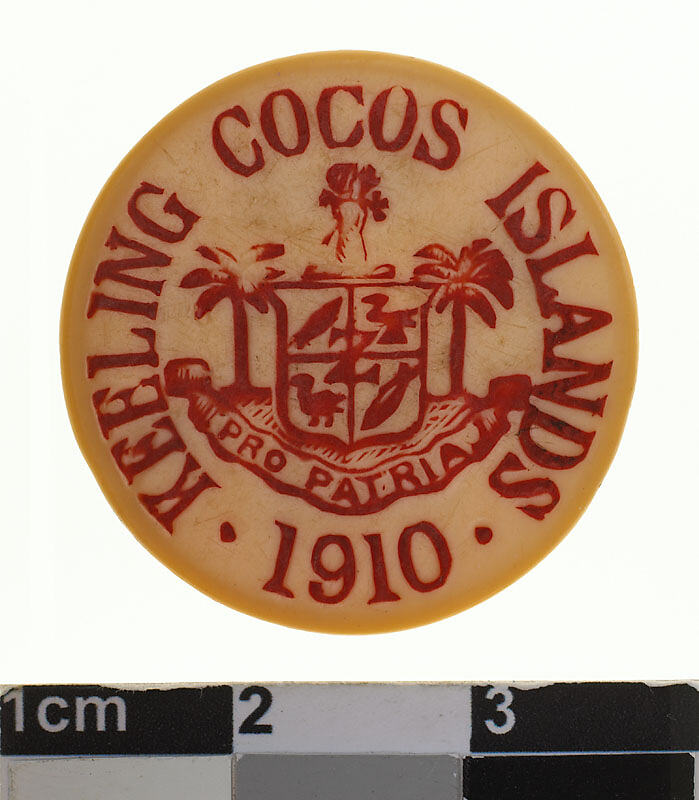 KEELING COCOS ISLANDS
PRO PATRIA
· 1910 ·
1cm 2 3